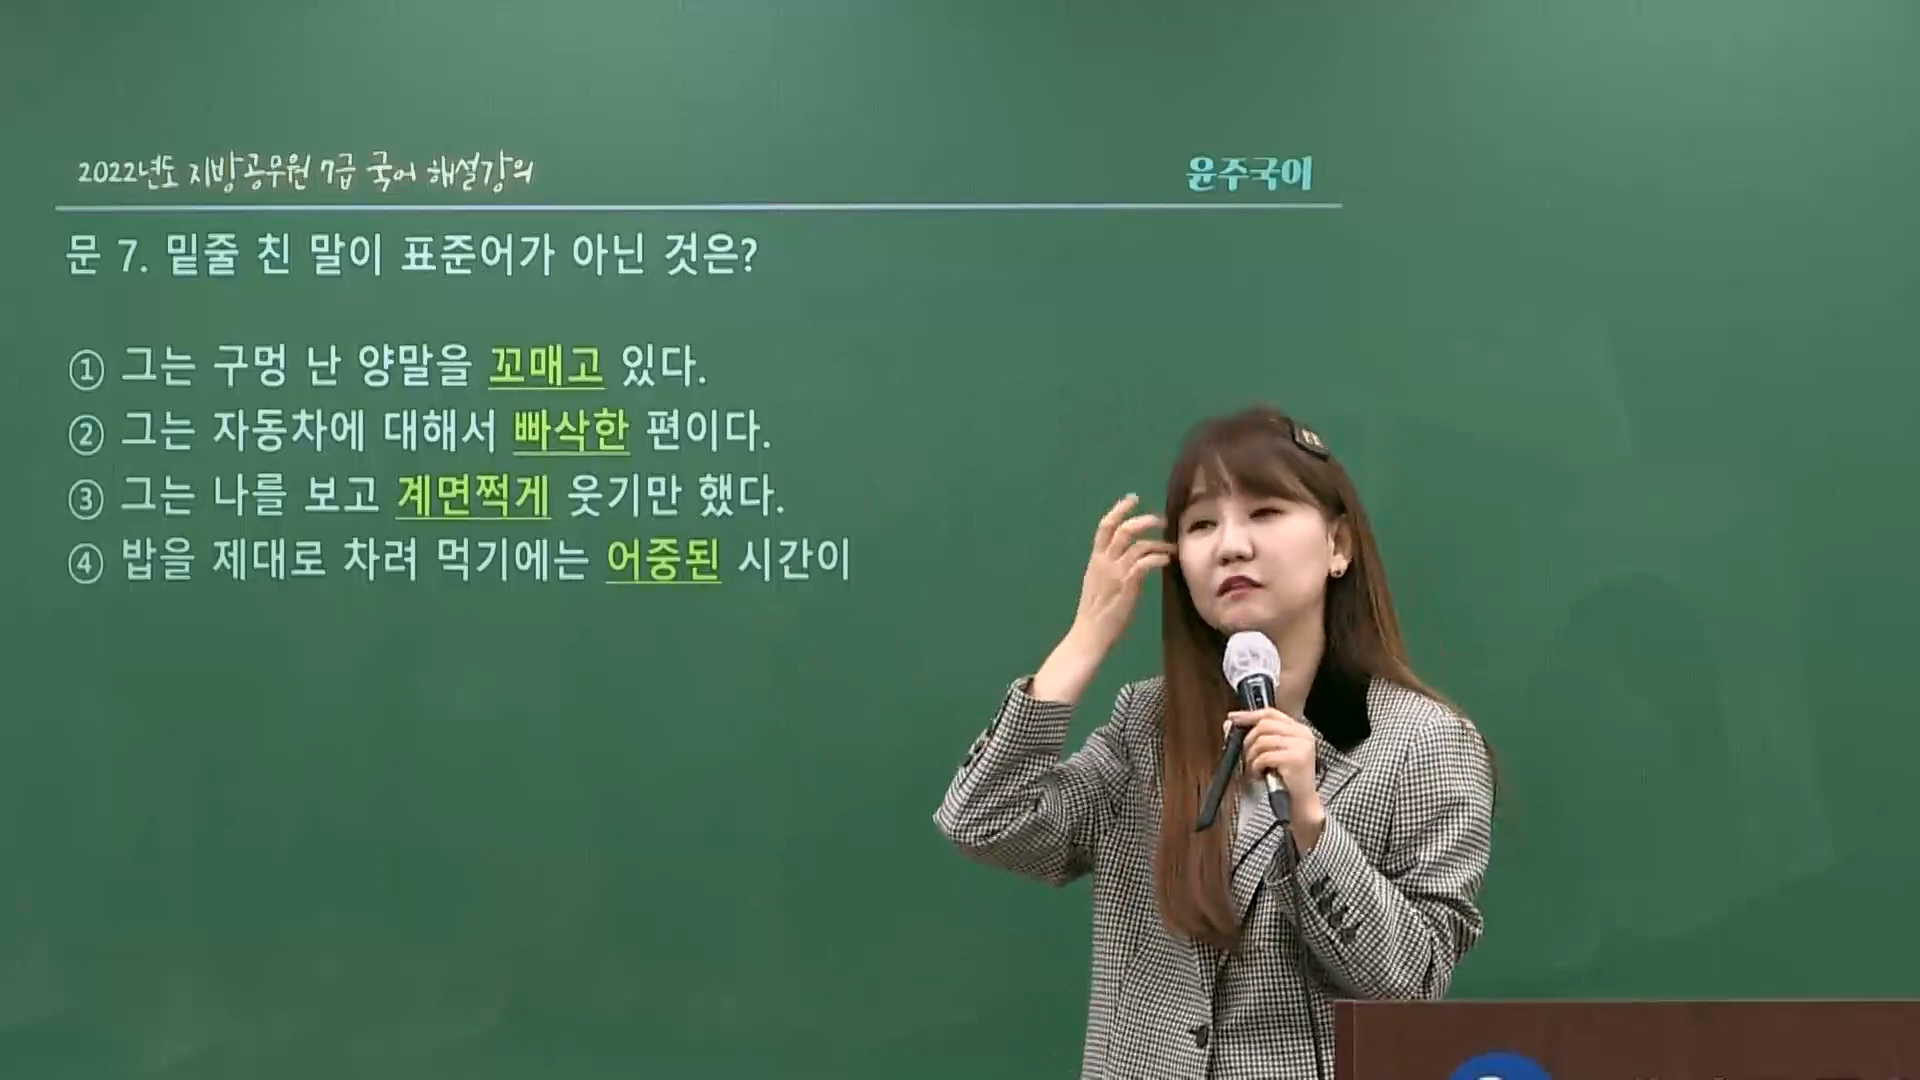 2022년도 지방공무원 7급 국어 해설강의
윤주국어
문 7. 밑줄 친 말이 표준어가 아닌 것은?
① 그는 구멍 난 양말을 꼬매고 있다.
② 그는 자동차에 대해서 빠삭한 편이다.
③ 그는 나를 보고 계면쩍게 웃기만 했다.
④ 밥을 제대로 차려 먹기에는 어중된 시간이